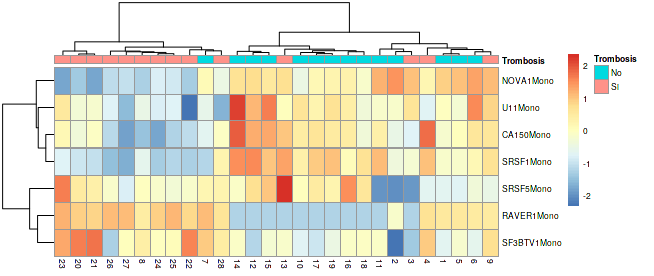 Trombosis
NOVA1Mono
U11Mono
CA150Mono
SRSF1Mono
SRSF5Mono
RAVER1Mono
SF3BTV1Mono
23 20 21 26 27 8 24 25 22 7 28 14 12 15 13 10 17 19 16 18 11 2 3 4 1 5 6 9
2
1
0
-1
-2
Trombosis
No
SI